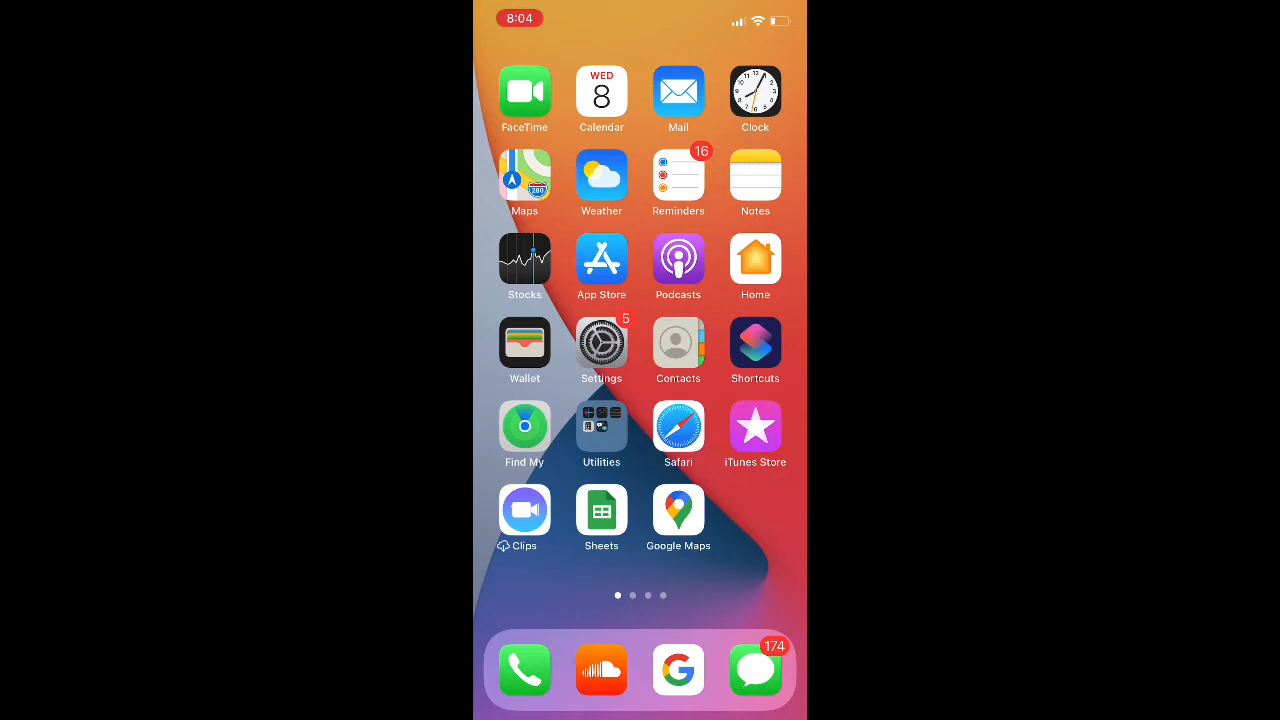 8:04
WED
8
FaceTime Calendar Mail Clock
16
280
Maps Weather Reminders Notes
Stocks App Store Podcasts Home
5
Wallet Settings Contacts Shortcuts
Find My Utilities Safari iTunes Store
Clips Sheets Google Maps
174